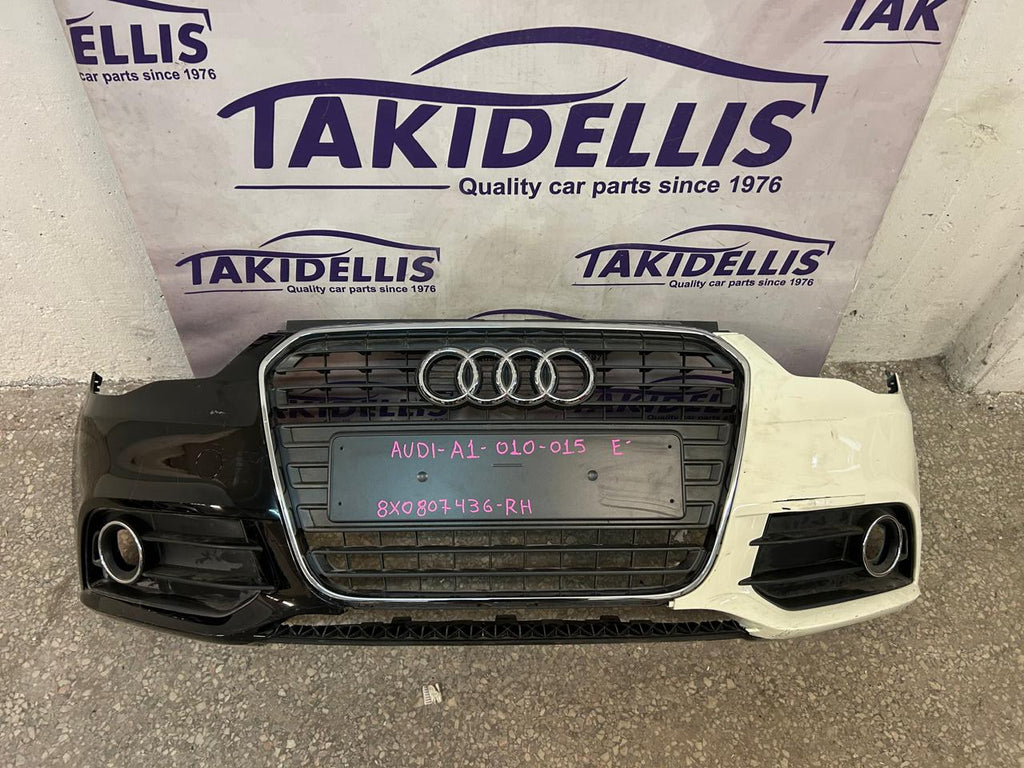 ELLIS
car parts since 1976
TAK
TAKIDELLIS
Quality car parts since 1976
TAKIDELLIS
Quality car parts since 1976
TAKIDELLIS
Quality car parts since 1976
AUDI-A1-010-015 E-
8X0807436-RH